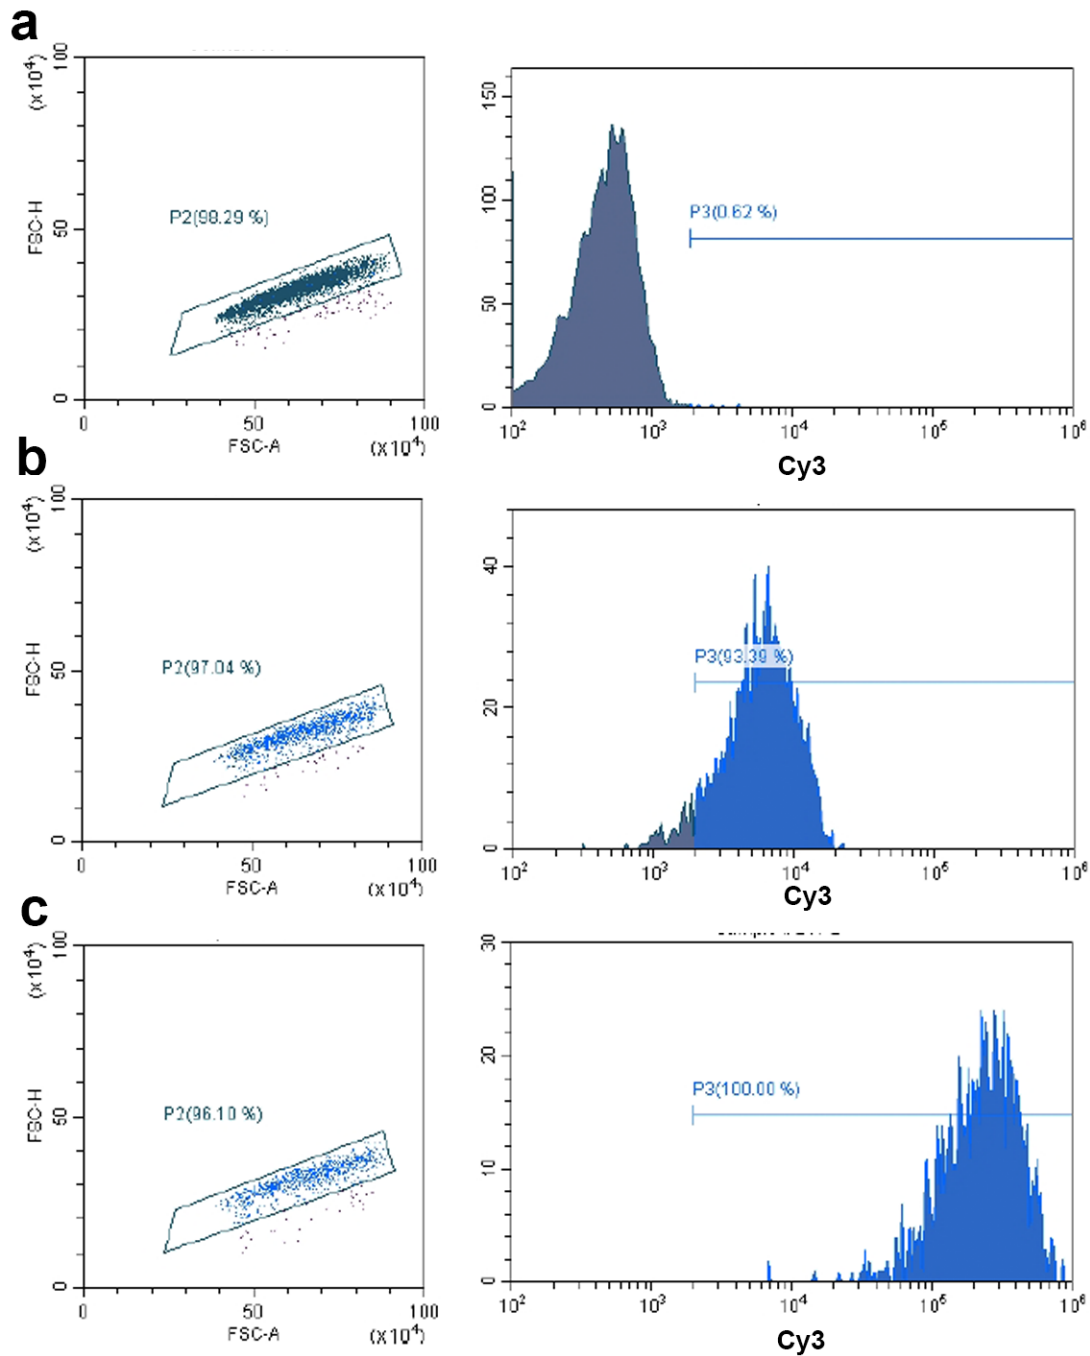 a
100
(x10⁴)
FSC-H
50
0
P2(98.29 %)
0
50
100
FSC-A
(x10⁴)
150
100
50
0
P3(0.62 %)
10²
10³
10⁴
10⁵
10⁶
Cy3
b
100
(x10⁴)
FSC-H
50
0
P2(97.04 %)
0
50
100
FSC-A
(x10⁴)
40
20
0
P3(93.39 %)
10²
10³
10⁴
10⁵
10⁶
Cy3
c
100
(x10⁴)
FSC-H
50
0
P2(96.10 %)
0
50
100
FSC-A
(x10⁴)
30
20
10
0
P3(100.00 %)
10²
10³
10⁴
10⁵
10⁶
Cy3